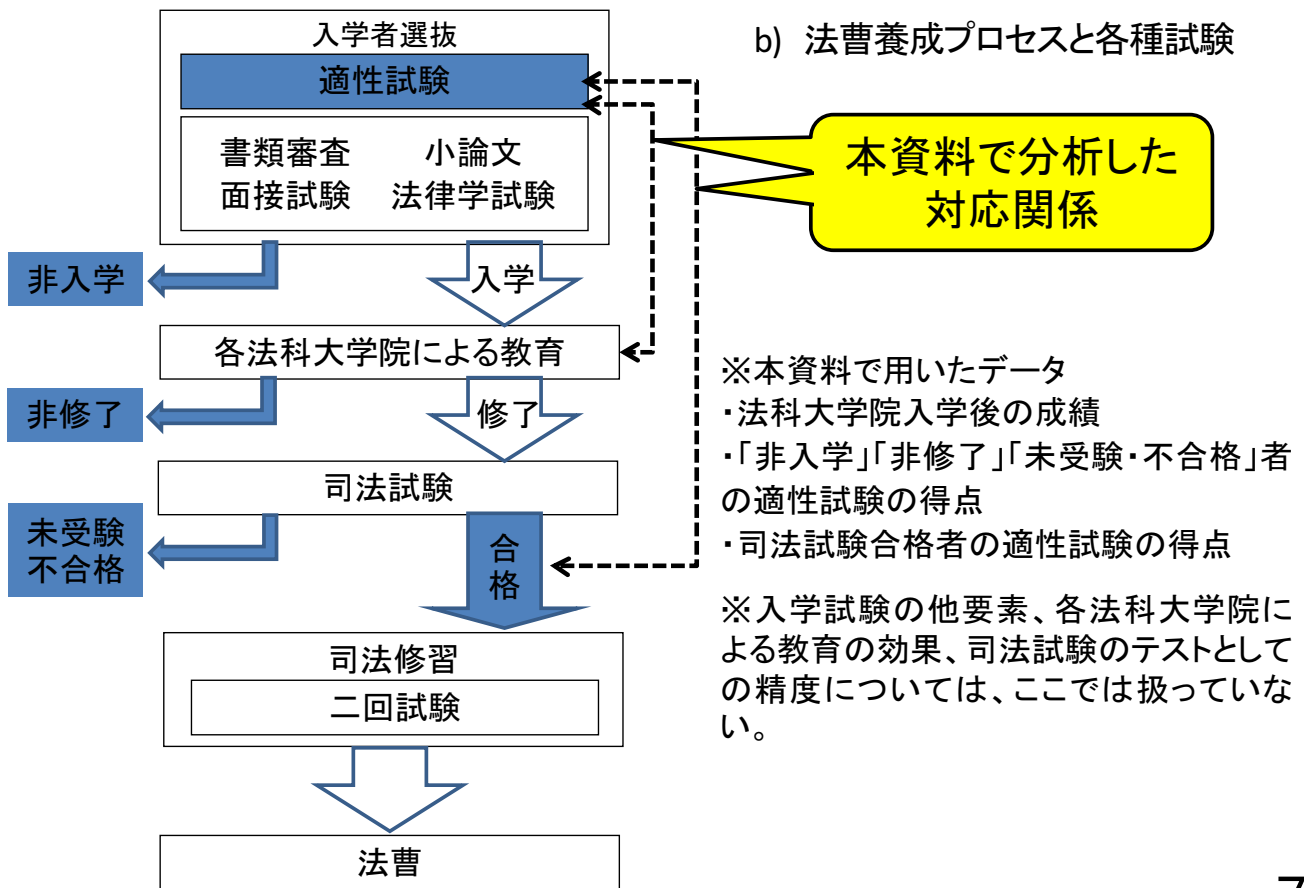 b) 法曹養成プロセスと各種試験
入学者選抜
適性試験
書類審査 小論文
面接試験 法律学試験
本資料で分析した
対応関係
非入学
入学
各法科大学院による教育
非修了
修了
司法試験
未受験
不合格
合
格
司法修習
二回試験
法曹
※本資料で用いたデータ
・法科大学院入学後の成績
・「非入学」「非修了」「未受験・不合格」者
の適性試験の得点
・司法試験合格者の適性試験の得点
※入学試験の他要素、各法科大学院に
よる教育の効果、司法試験のテストとして
の精度については、ここでは扱っていな
い。
7